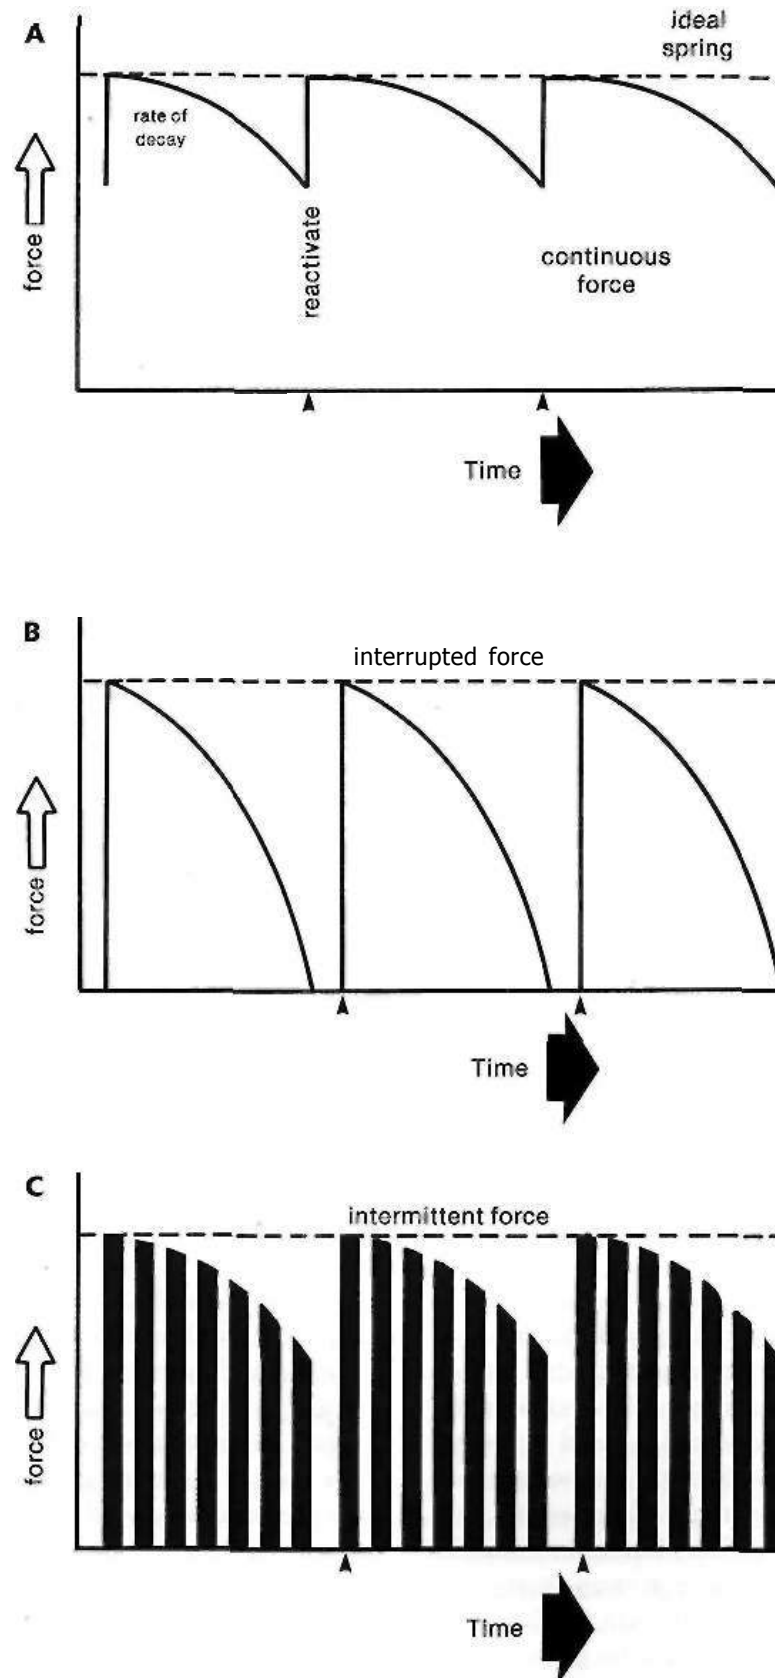 A
ideal
spring
rate of
decay
force
reactivate
continuous
force
Time
B
interrupted force
force
Time
C
intermittent force
force
Time